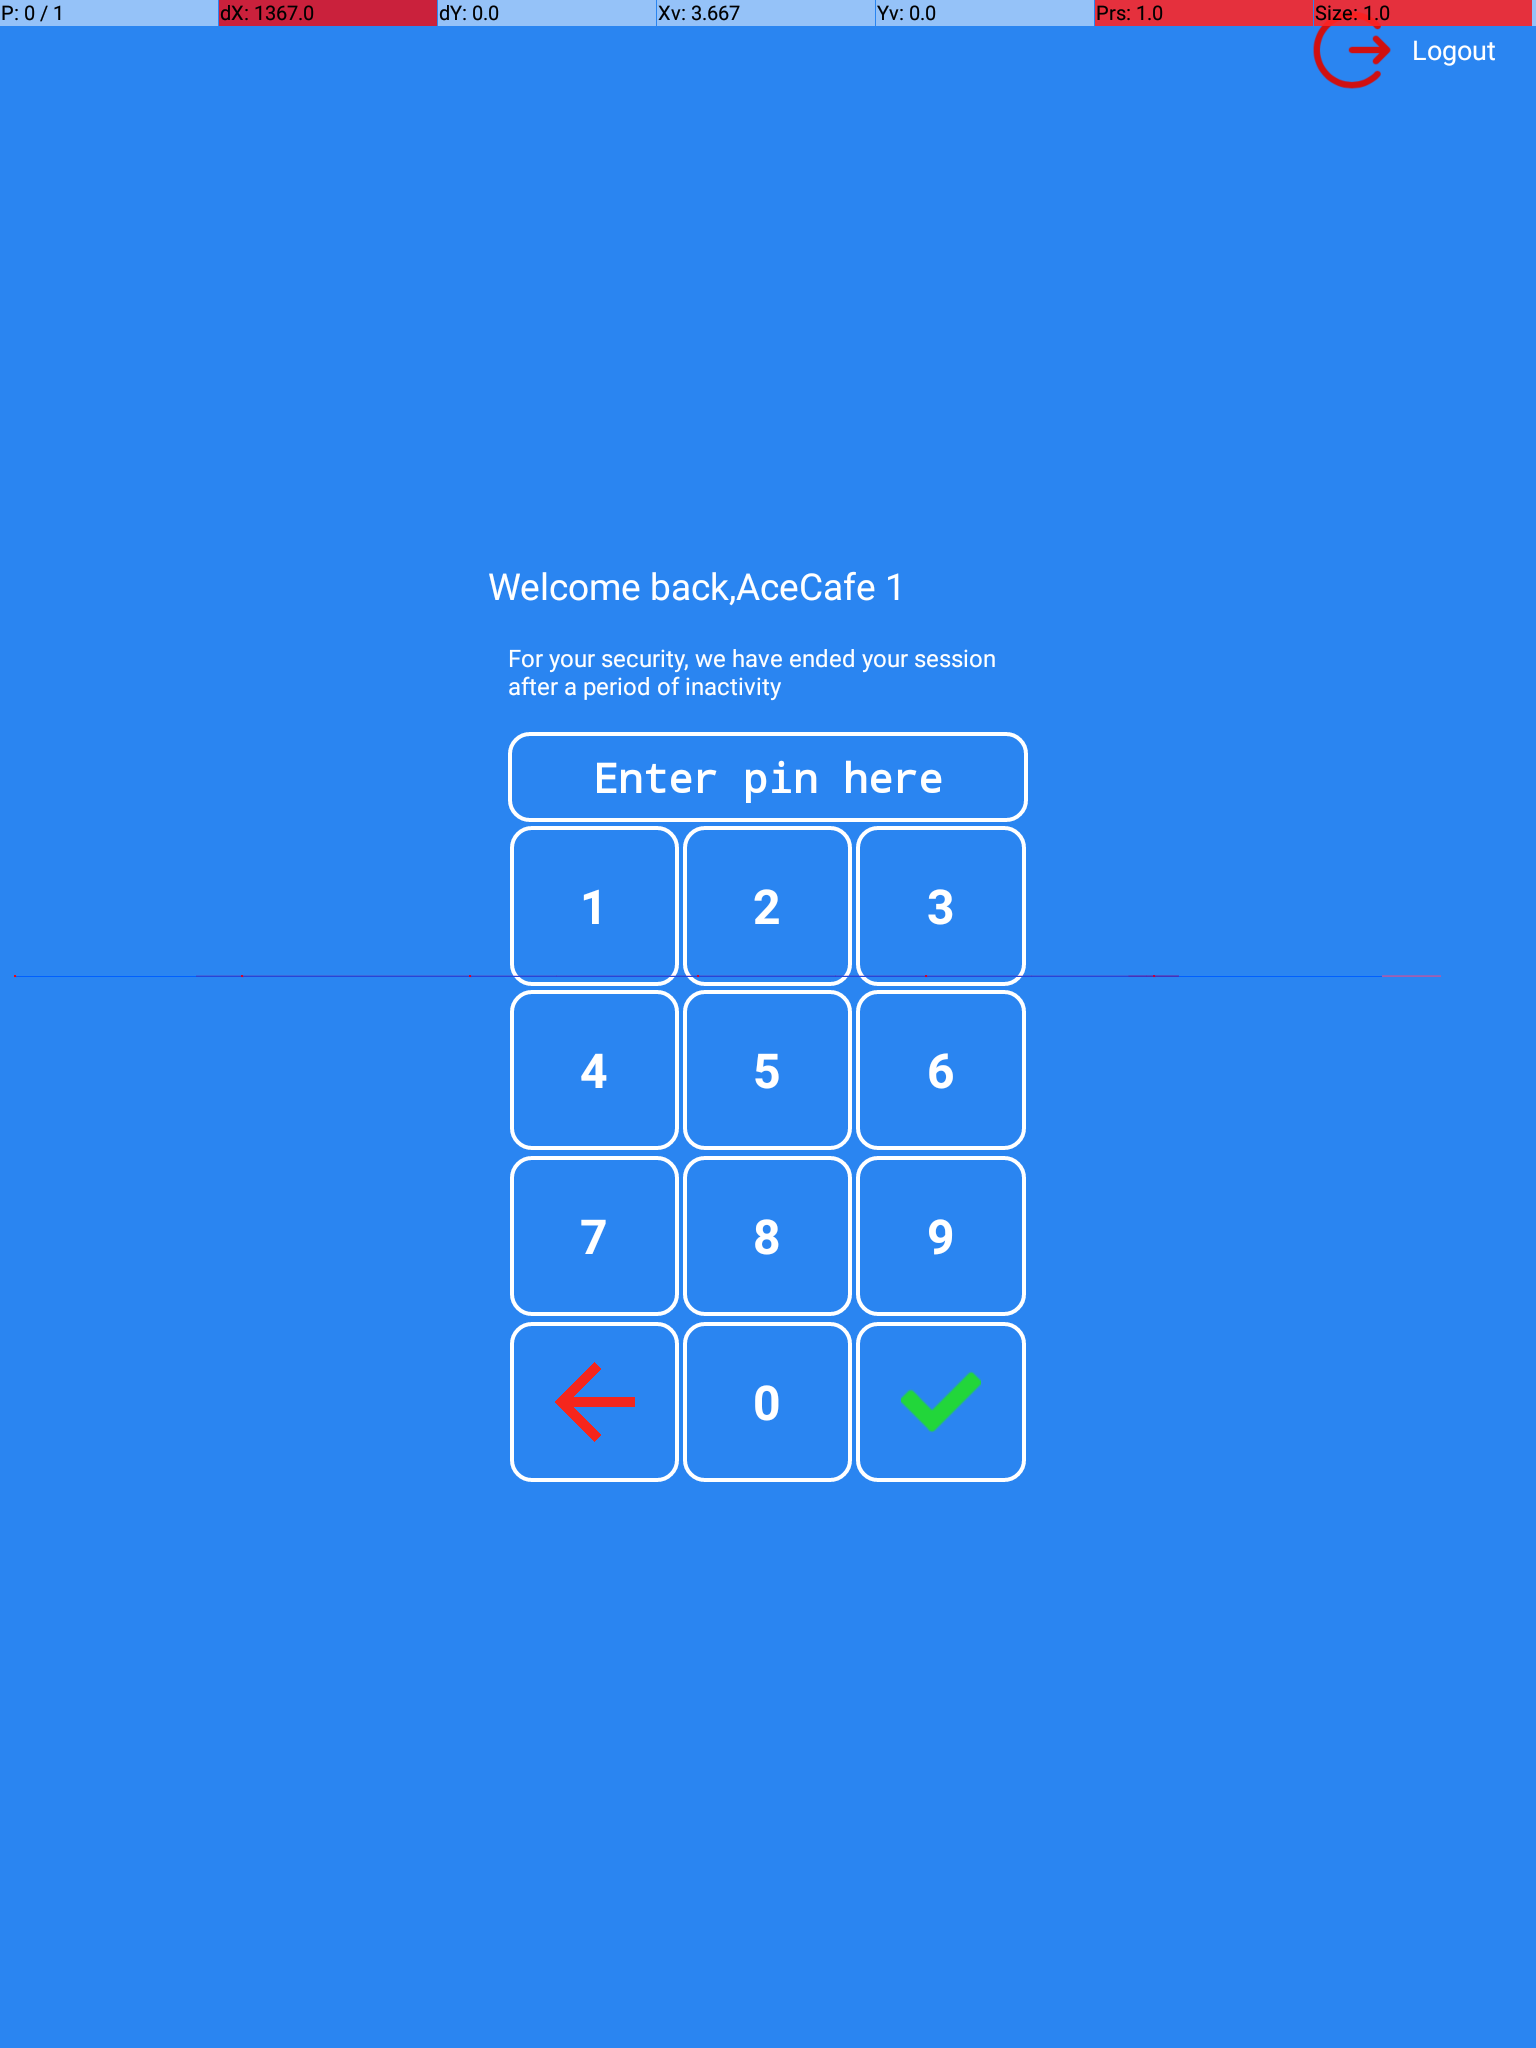 P: 0 / 1 dX: 1367.0 dY: 0.0 Xv: 3.667 Yv: 0.0 Prs: 1.0 Size: 1.0
Logout
Welcome back,AceCafe 1
For your security, we have ended your session
after a period of inactivity
Enter pin here
1 2 3
4 5 6
7 8 9
0